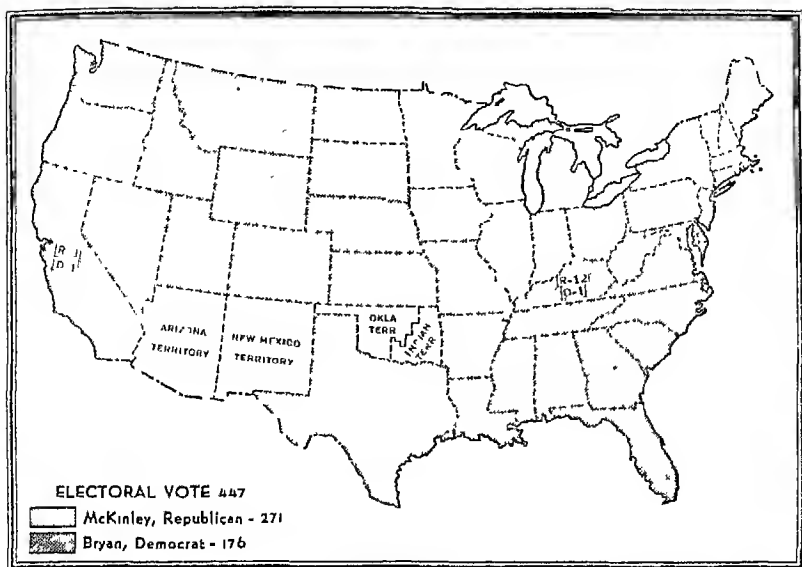 R
D 1
R-12
D-1
ARIZONA
TERRITORY
NEW MEXICO
TERRITORY
OKLA
TERR
INDIAN
TERR
ELECTORAL VOTE 447
McKinley, Republican - 271
Bryan, Democrat - 176